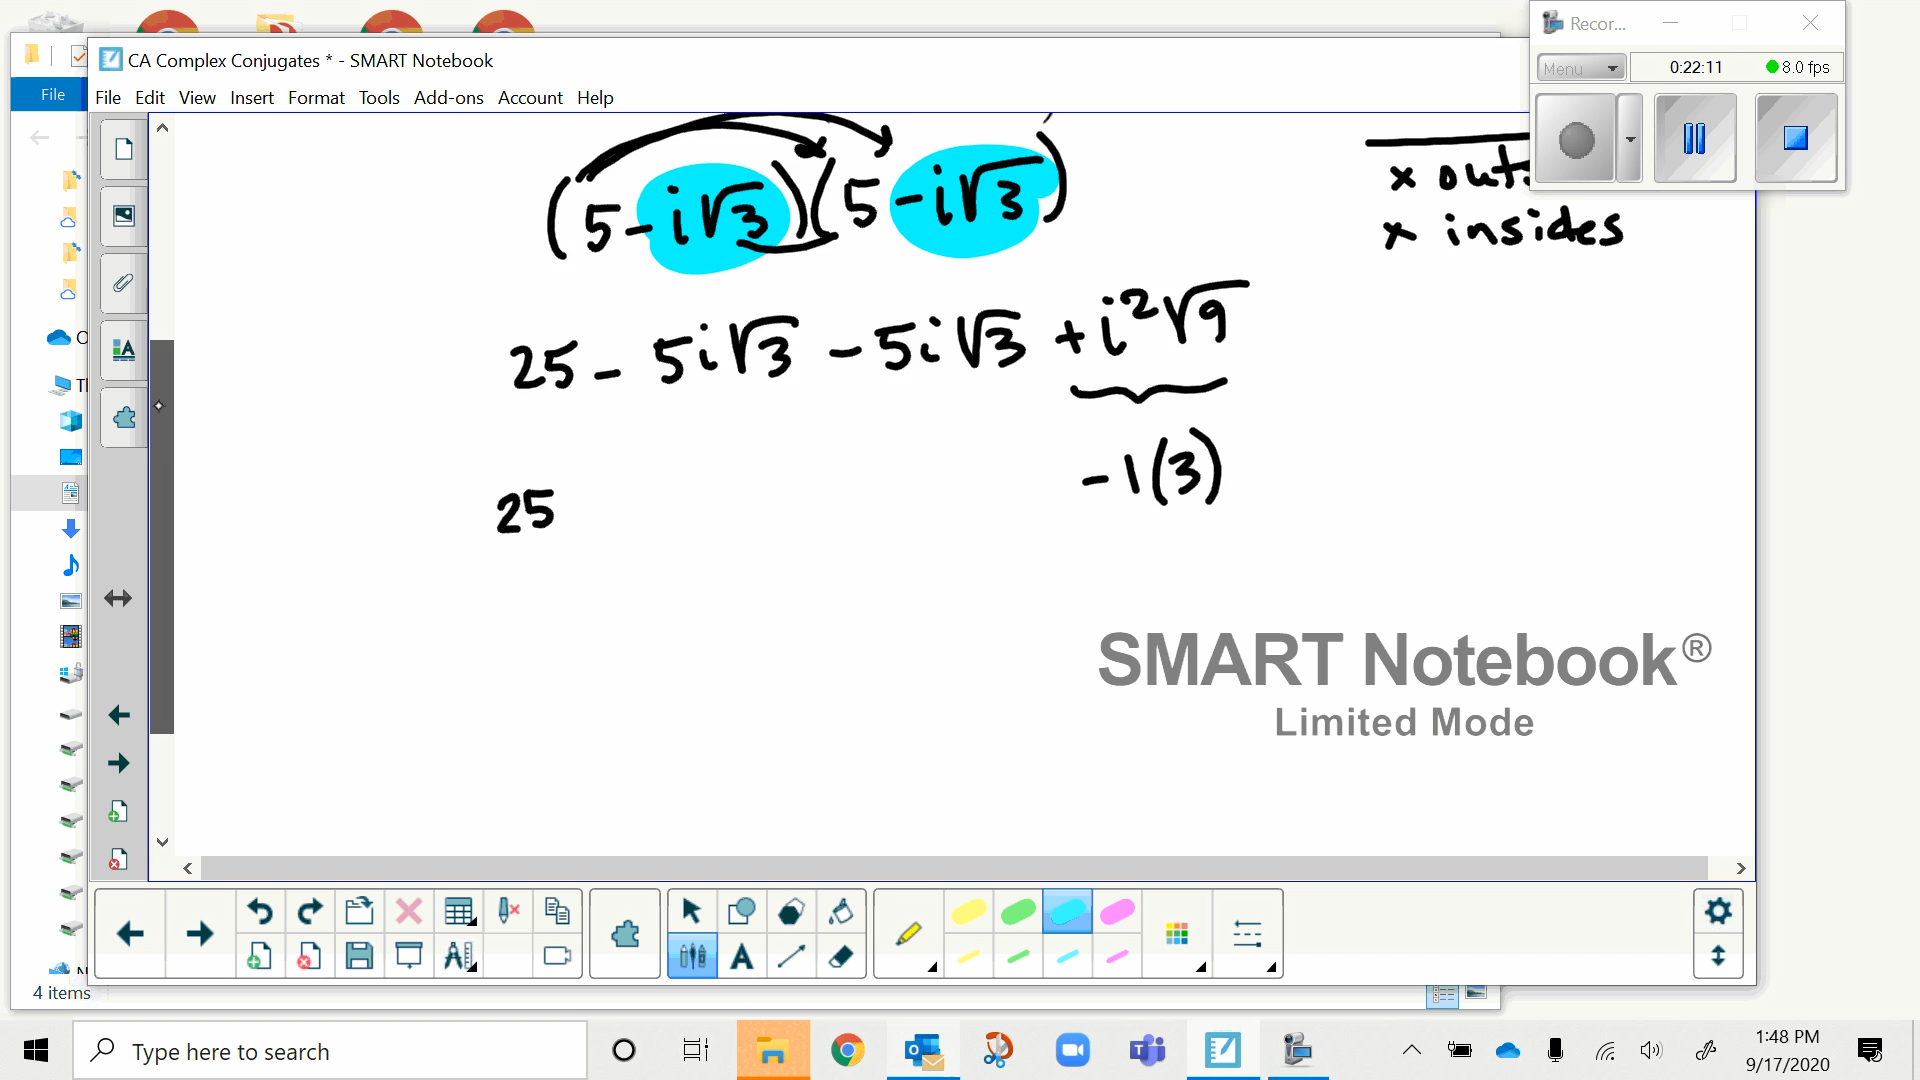 Recor...
CA Complex Conjugates * - SMART Notebook
File
Menu
0:22:11
8.0 fps
File Edit View Insert Format Tools Add-ons Account Help
(5-i√3)(5-i√3)
x out
x insides
25 - 5i√3 - 5i√3 + i²√9
-1(3)
25
SMART Notebook®
Limited Mode
4 items
Type here to search
1:48 PM
9/17/2020